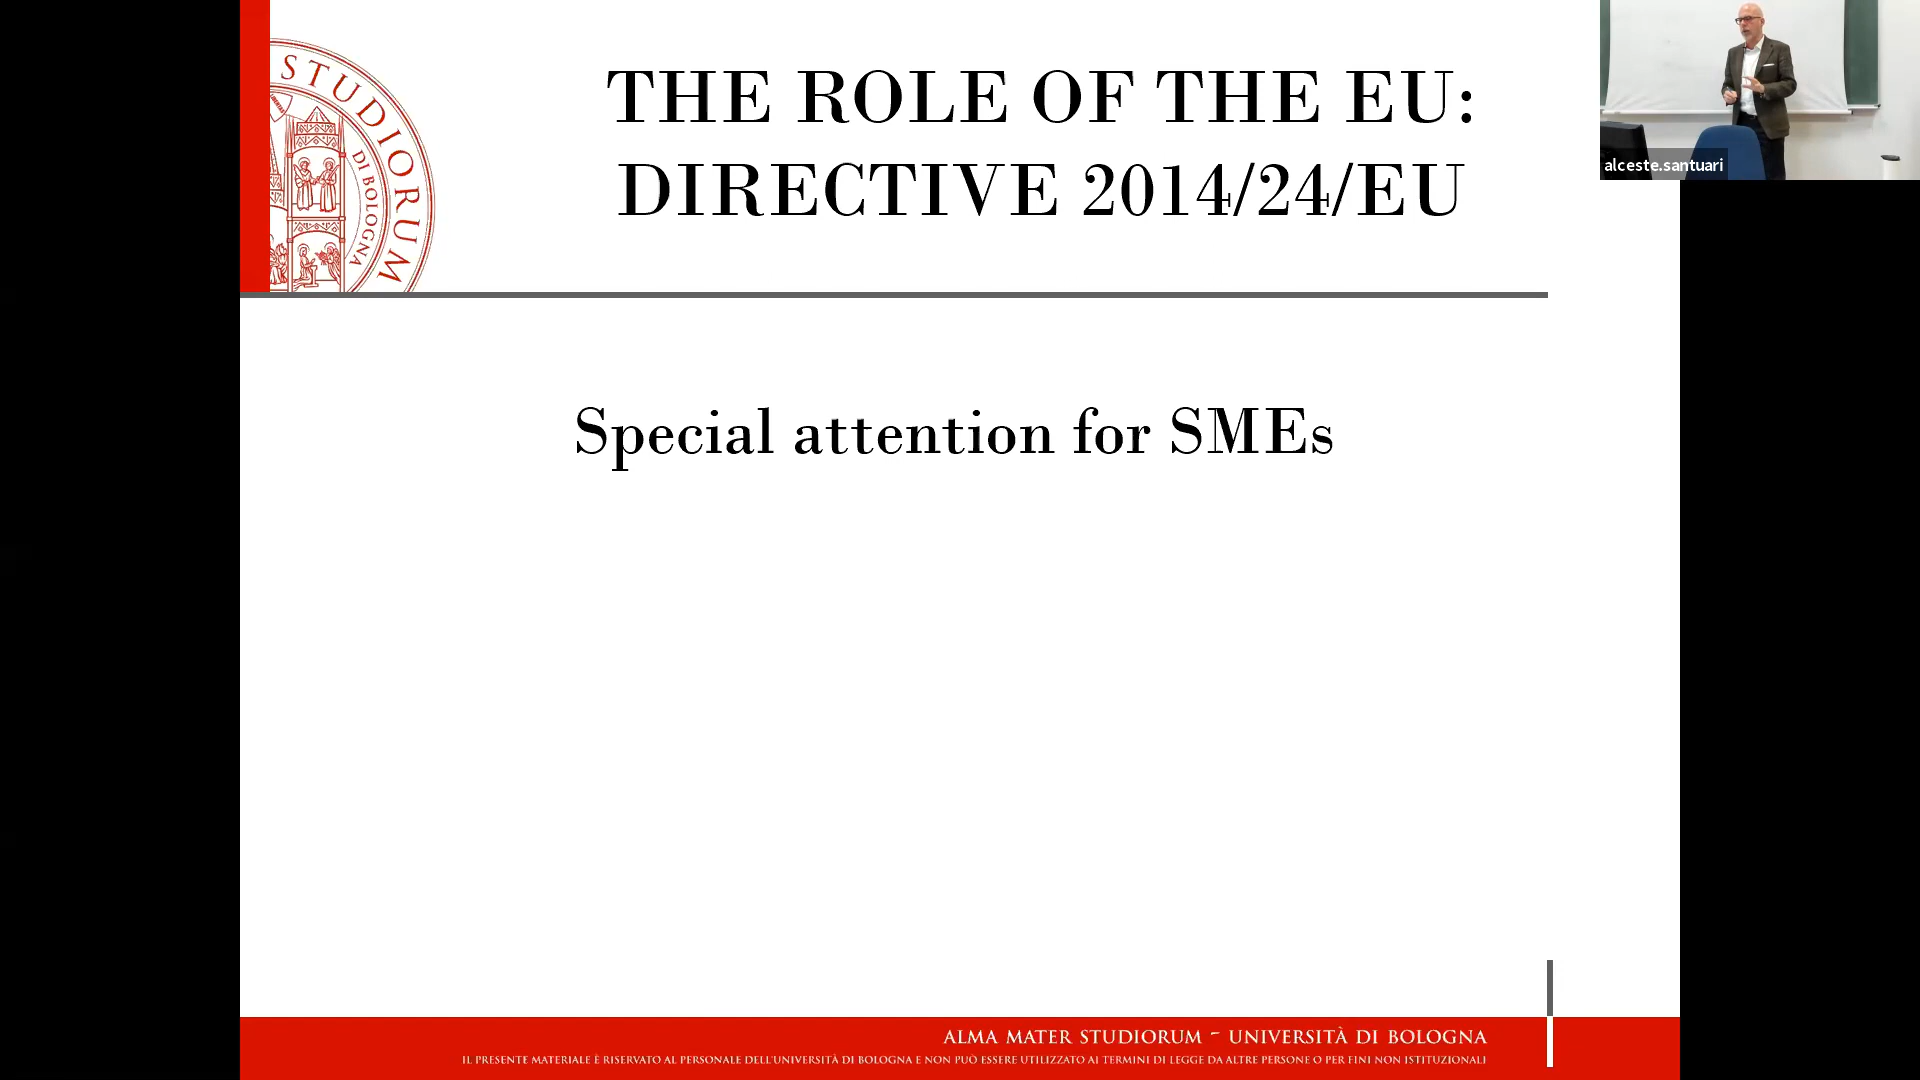 THE ROLE OF THE EU:
DIRECTIVE 2014/24/EU
alceste.santuari
STUDIORUM
DI BOLOGNA
Special attention for SMEs
ALMA MATER STUDIORUM – UNIVERSITÀ DI BOLOGNA
IL PRESENTE MATERIALE È RISERVATO AL PERSONALE DELL'UNIVERSITÀ DI BOLOGNA E NON PUÒ ESSERE UTILIZZATO AI TERMINI DI LEGGE DA ALTRE PERSONE O PER FINI NON ISTITUZIONALI